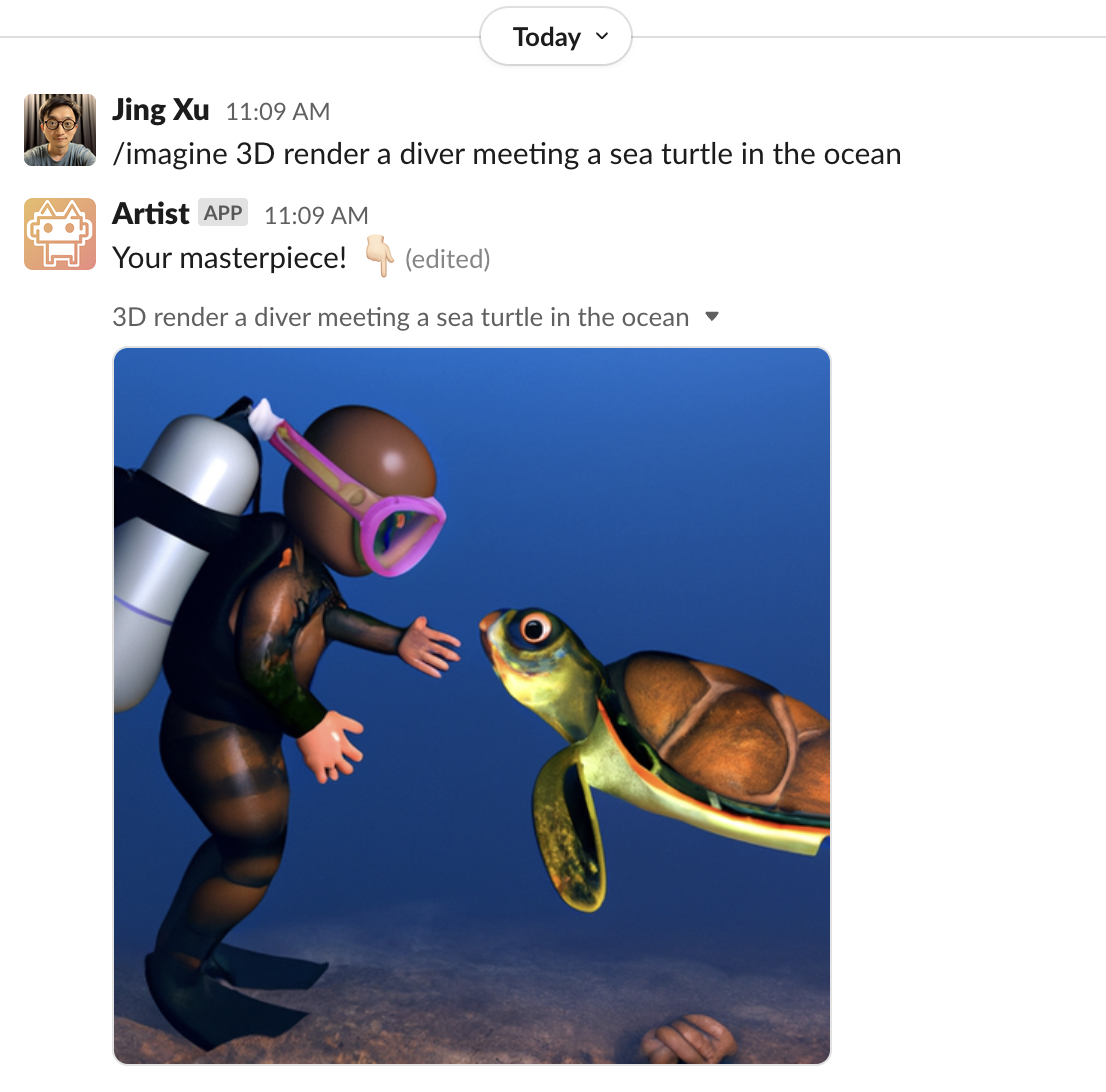 Today
Jing Xu 11:09 AM
/imagine 3D render a diver meeting a sea turtle in the ocean
Artist APP 11:09 AM
Your masterpiece! 👇🏻 (edited)
3D render a diver meeting a sea turtle in the ocean